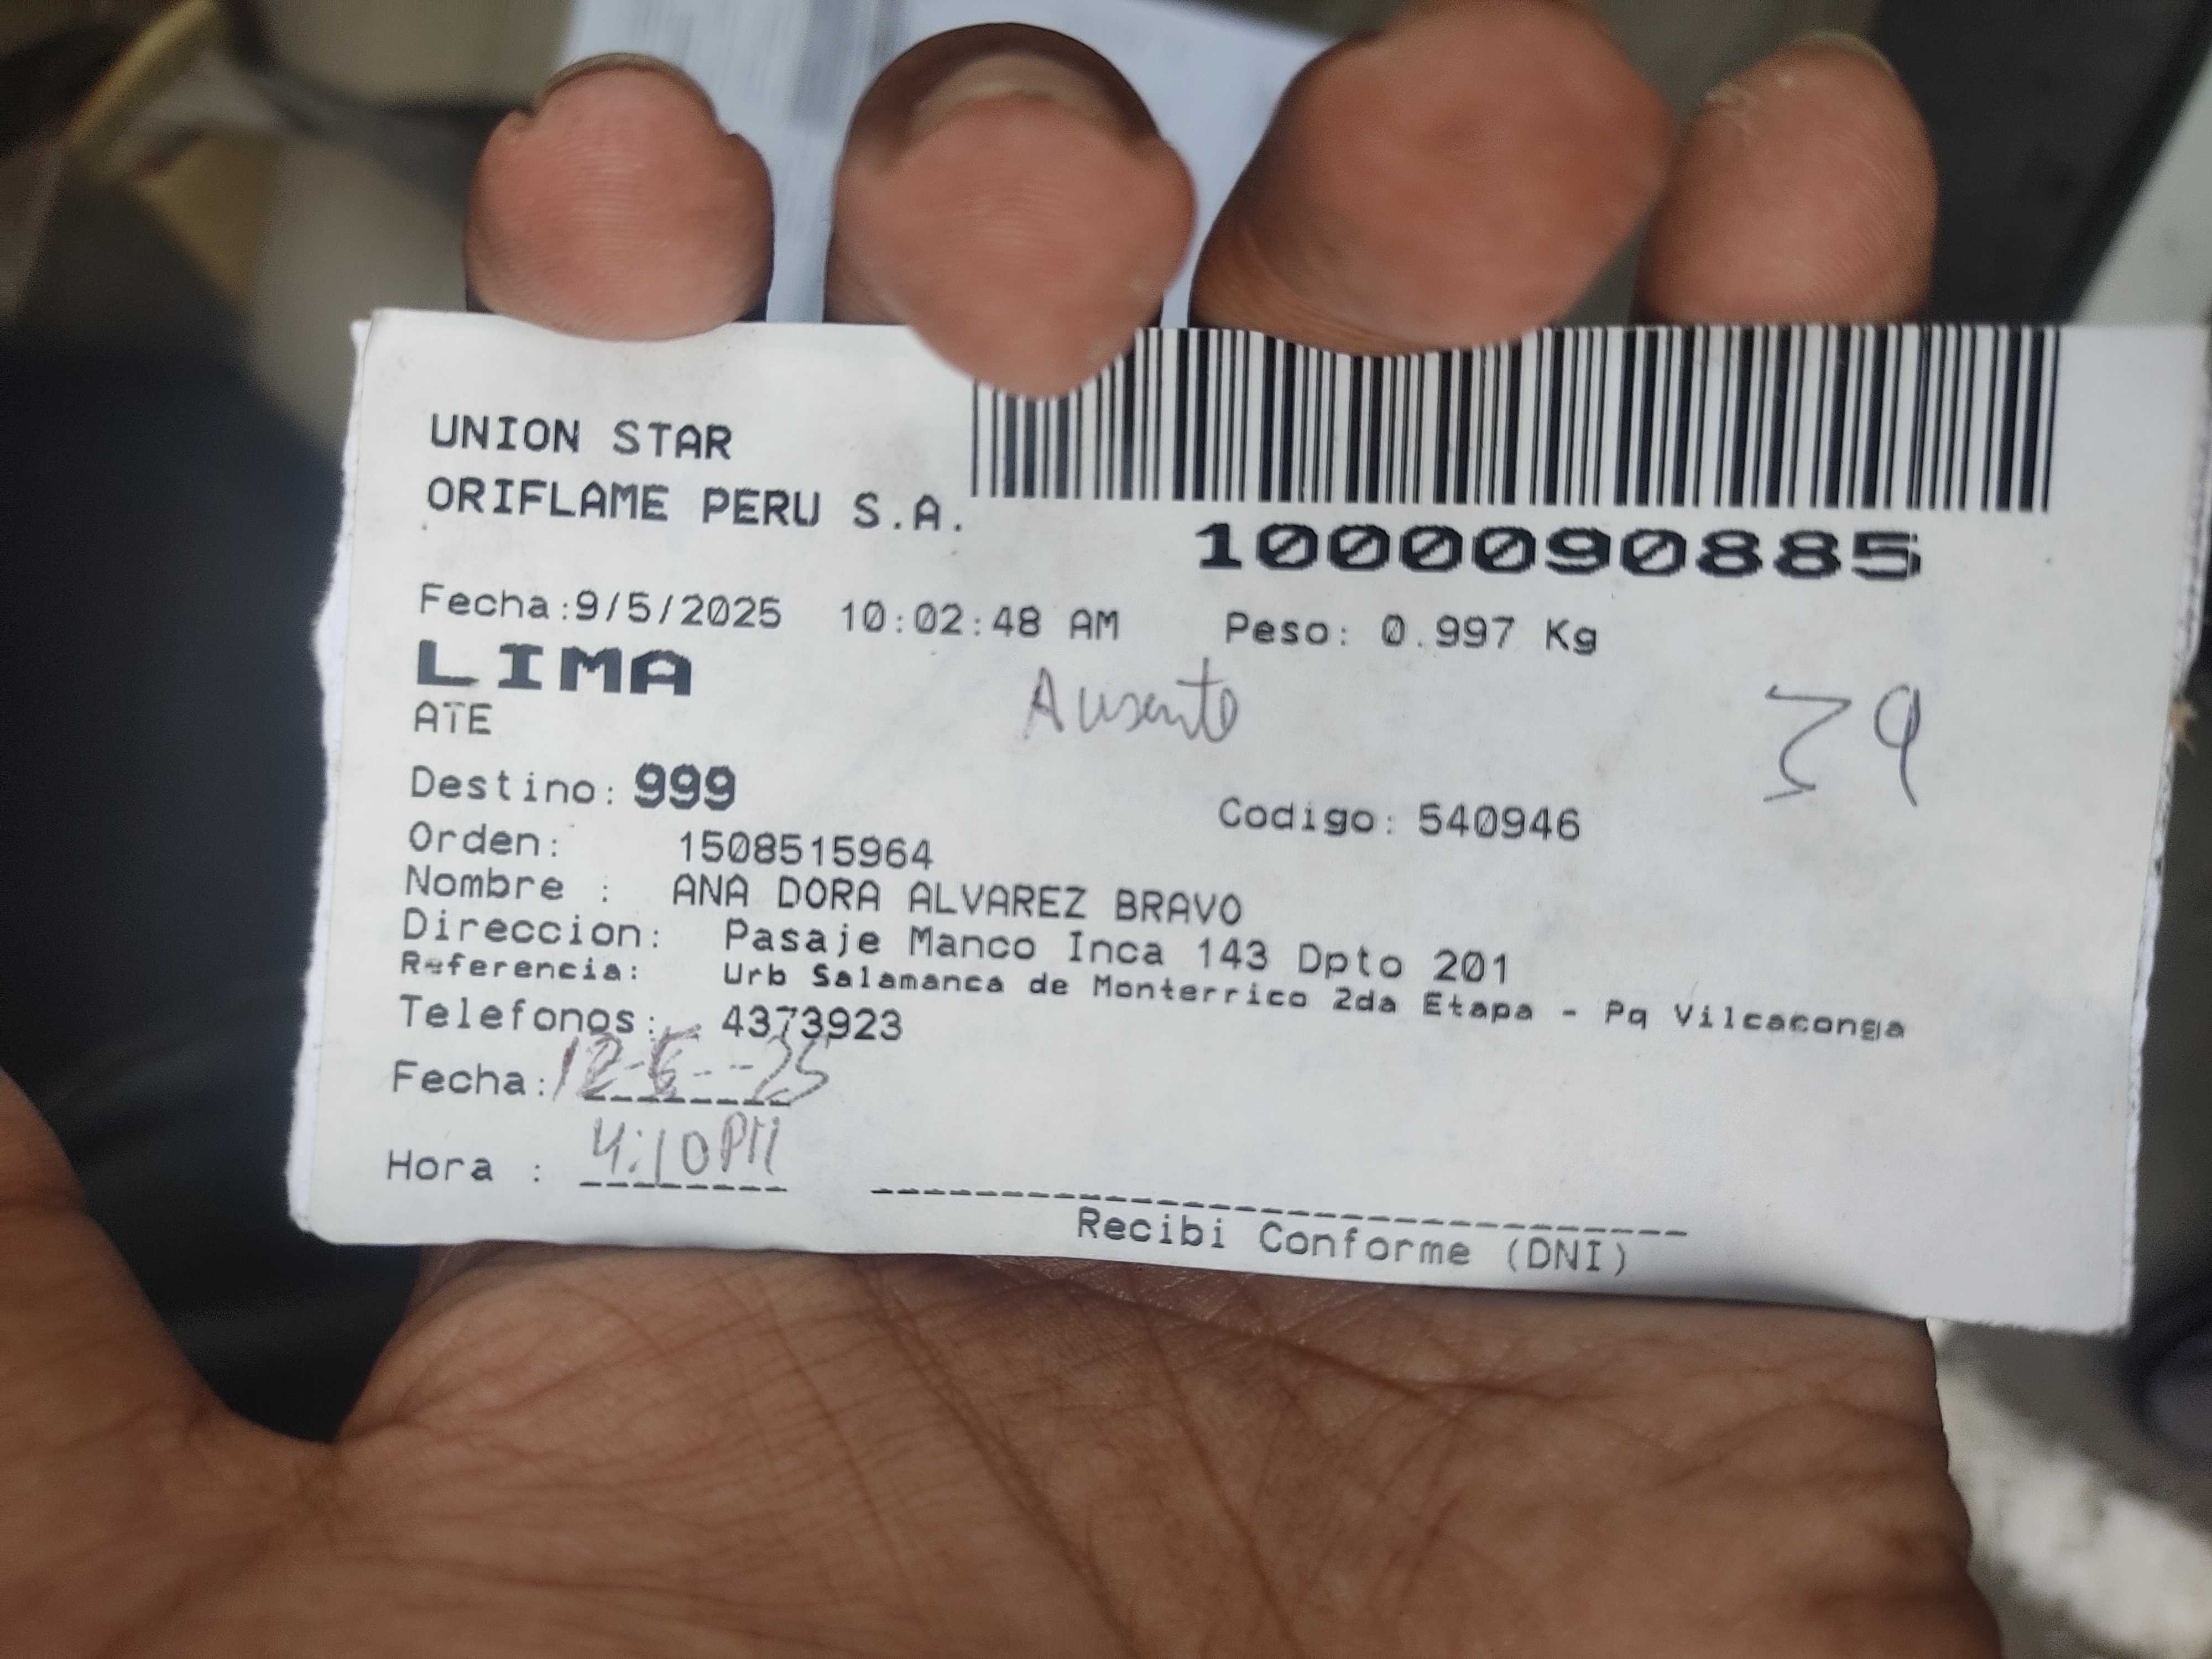 UNION STAR
ORIFLAME PERU S.A.
1000090885
Fecha:9/5/2025 10:02:48 AM Peso: 0.997 Kg
LIMA
Ausente
39
ATE
Destino: 999
Codigo: 540946
Orden: 1508515964
Nombre : ANA DORA ALVAREZ BRAVO
Direccion: Pasaje Manco Inca 143 Dpto 201
Referencia: Urb Salamanca de Monterrico 2da Etapa - Pq Vilcaconga
Telefonos: 4373923
Fecha: 12-5--25
Hora : 4:10PM
Recibi Conforme (DNI)